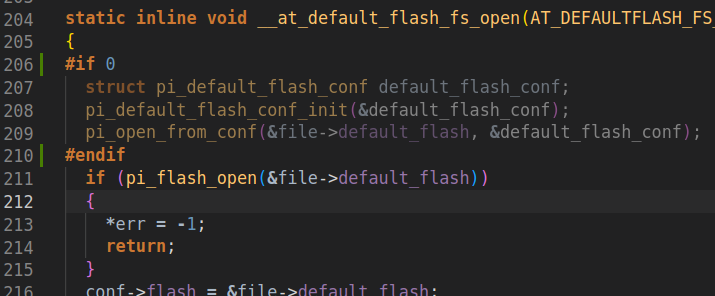 204 static inline void __at_default_flash_fs_open(AT_DEFAULTFLASH_FS_
205 {
206 #if 0
207 struct pi_default_flash_conf default_flash_conf;
208 pi_default_flash_conf_init(&default_flash_conf);
209 pi_open_from_conf(&file->default_flash, &default_flash_conf);
210 #endif
211 if (pi_flash_open(&file->default_flash))
212 {
213 *err = -1;
214 return;
215 }
216 conf->flash = &file->default_flash;